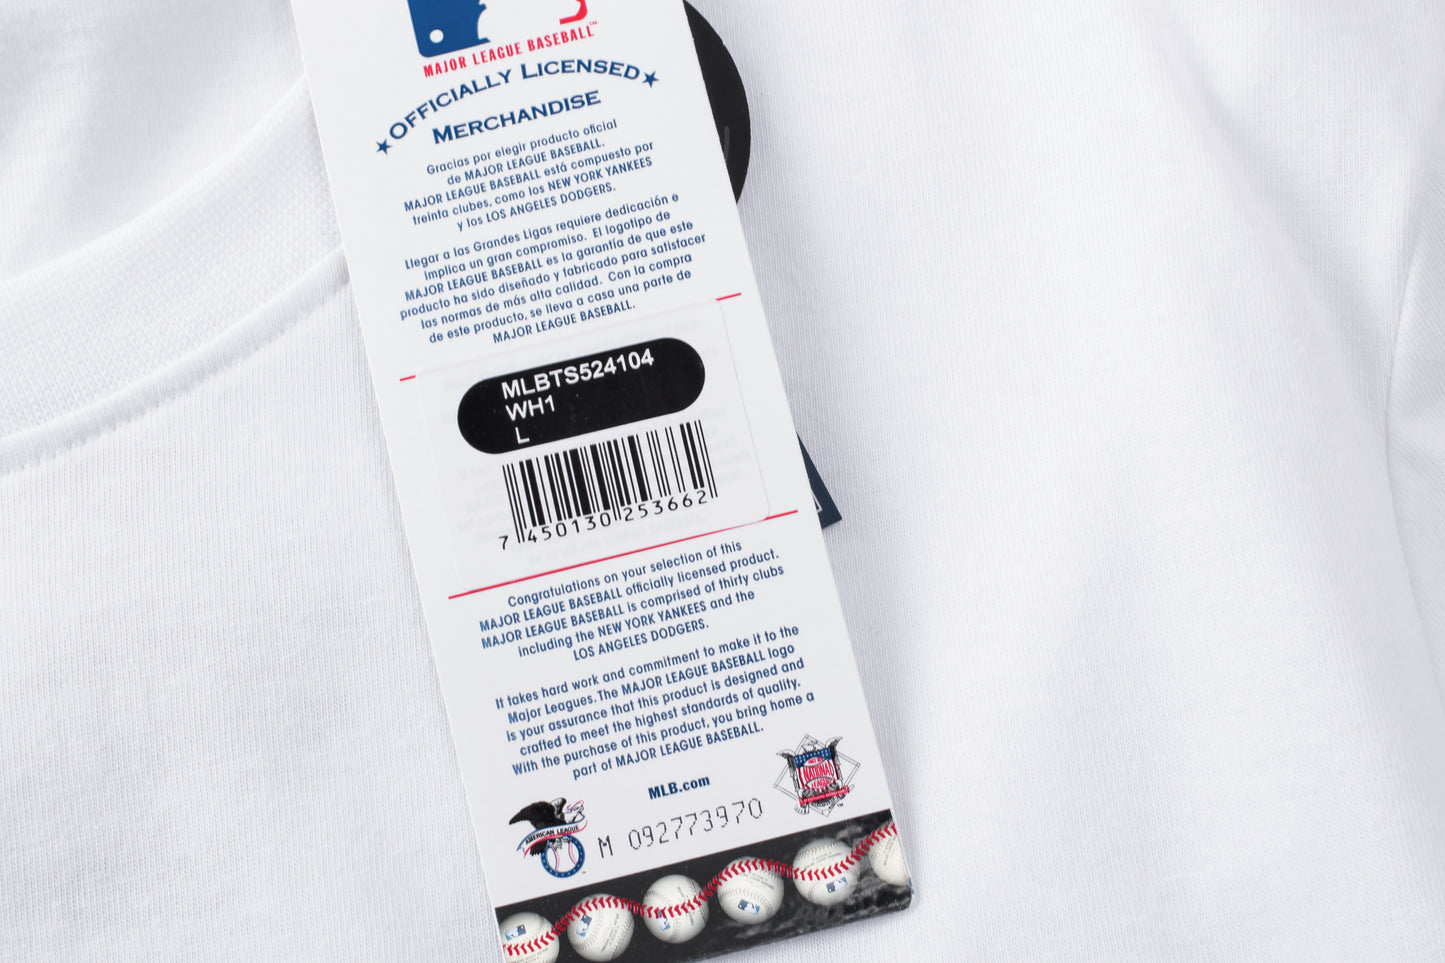 MAJOR LEAGUE BASEBALL™
★OFFICIALLY LICENSED★
MERCHANDISE
Gracias por elegir producto oficial
de MAJOR LEAGUE BASEBALL.
MAJOR LEAGUE BASEBALL está compuesto por
treinta clubes, como los NEW YORK YANKEES
y los LOS ANGELES DODGERS.
Llegar a las Grandes Ligas requiere dedicación e
implica un gran compromiso. El logotipo de
MAJOR LEAGUE BASEBALL es la garantía de que este
producto ha sido diseñado y fabricado para satisfacer
las normas de más alta calidad. Con la compra
de este producto, se lleva a casa una parte de
MAJOR LEAGUE BASEBALL.
MLBTS524104
WH1
L
7 450130 253662
Congratulations on your selection of this
MAJOR LEAGUE BASEBALL officially licensed product.
MAJOR LEAGUE BASEBALL is comprised of thirty clubs
including the NEW YORK YANKEES and the
LOS ANGELES DODGERS.
It takes hard work and commitment to make it to the
Major Leagues. The MAJOR LEAGUE BASEBALL logo
is your assurance that this product is designed and
crafted to meet the highest standards of quality.
With the purchase of this product, you bring home a
part of MAJOR LEAGUE BASEBALL.
MLB.com
NATIONAL
LEAGUE
AMERICAN LEAGUE
M 092773970